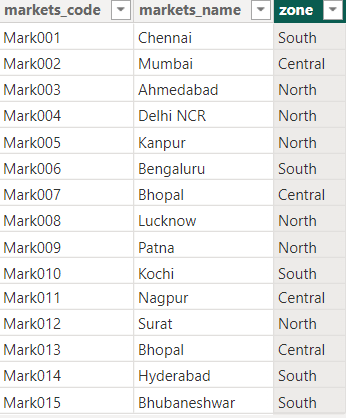 markets_code markets_name zone
Mark001 Chennai South
Mark002 Mumbai Central
Mark003 Ahmedabad North
Mark004 Delhi NCR North
Mark005 Kanpur North
Mark006 Bengaluru South
Mark007 Bhopal Central
Mark008 Lucknow North
Mark009 Patna North
Mark010 Kochi South
Mark011 Nagpur Central
Mark012 Surat North
Mark013 Bhopal Central
Mark014 Hyderabad South
Mark015 Bhubaneshwar South